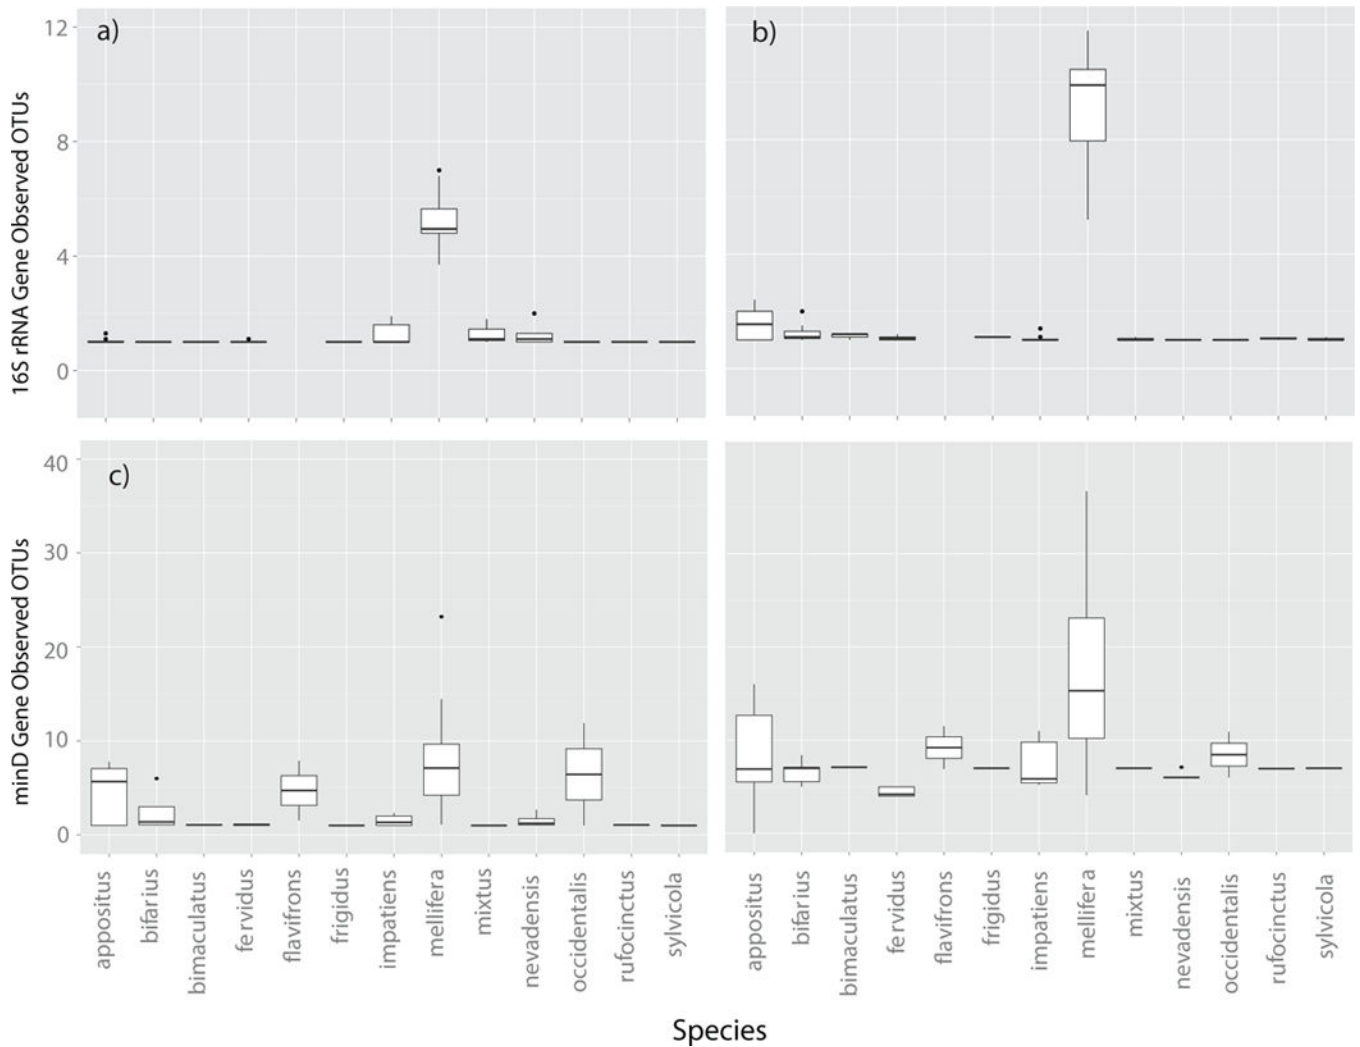 a)
b)
16S rRNA Gene Observed OTUs
12
8
4
0
c)
minD Gene Observed OTUs
40
30
20
10
0
appositus
bifarius
bimaculatus
fervidus
flavifrons
frigidus
impatiens
mellifera
mixtus
nevadensis
occidentalis
rufocinctus
sylvicola
appositus
bifarius
bimaculatus
fervidus
flavifrons
frigidus
impatiens
mellifera
mixtus
nevadensis
occidentalis
rufocinctus
sylvicola
Species